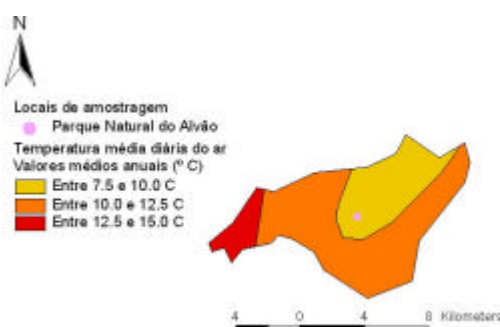 N
Locais de amostragem
Parque Natural do Alvão
Temperatura média diária do ar
Valores médios anuais (º C)
Entre 7.5 e 10.0 C
Entre 10.0 e 12.5 C
Entre 12.5 e 15.0 C
4 0 4 8 Kilometers